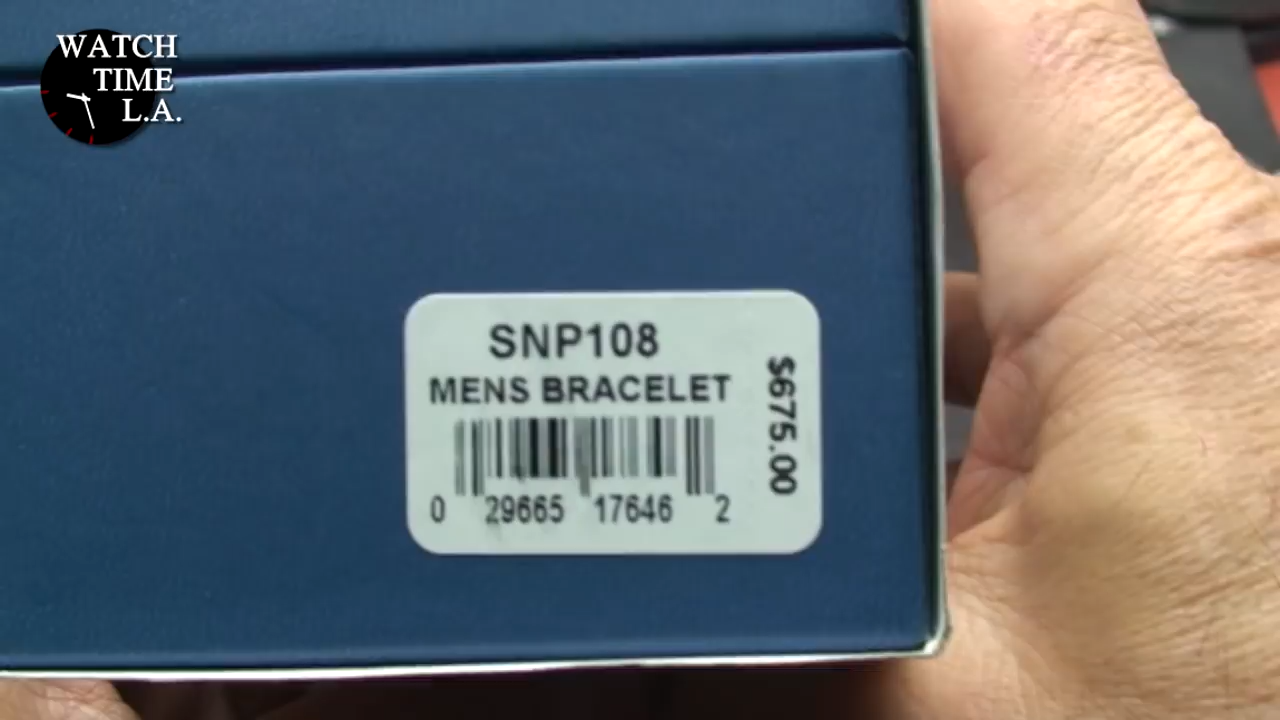 WATCH
TIME
L.A.
SNP108
MENS BRACELET
$675.00
0 29665 17646 2